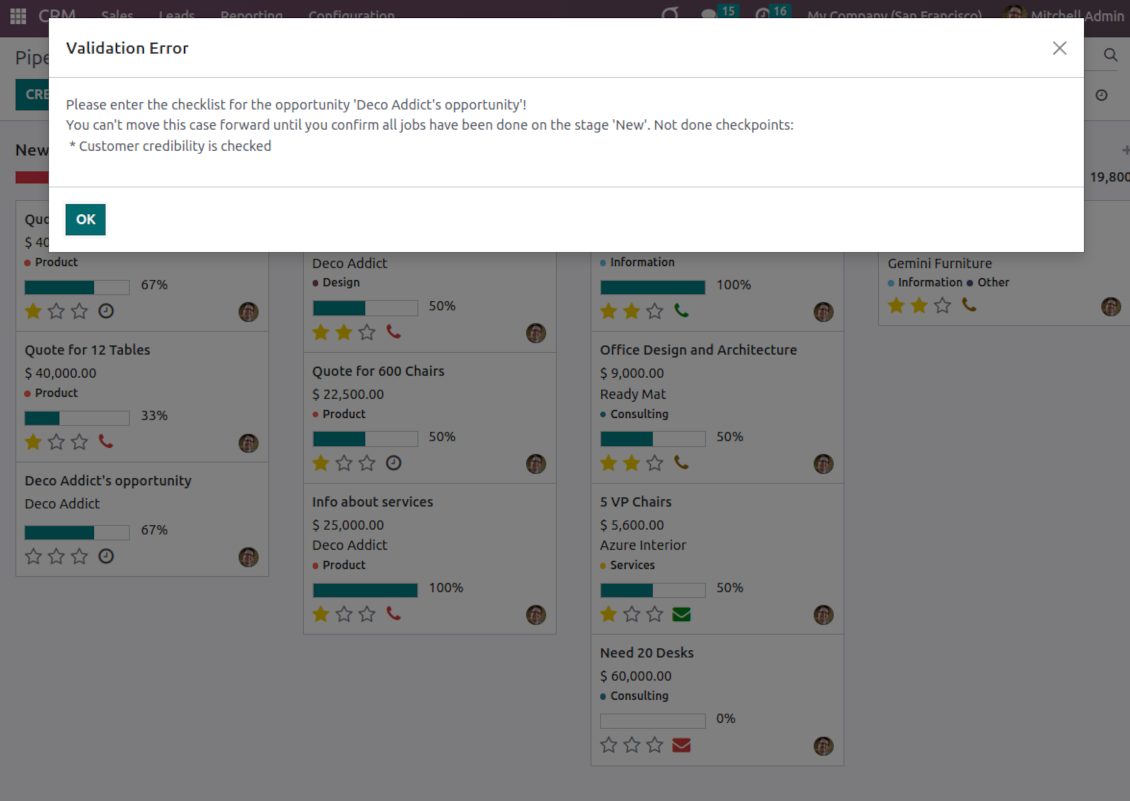 CRM Sales Leads Reporting Configuration 15 16 My Company (San Francisco) Mitchell Admin
Validation Error
Please enter the checklist for the opportunity 'Deco Addict's opportunity'!
You can't move this case forward until you confirm all jobs have been done on the stage 'New'. Not done checkpoints:
* Customer credibility is checked
OK
Pipe
CRE
New
19,800
Quo
$ 40
Product
67%
Quote for 12 Tables
$ 40,000.00
Product
33%
Deco Addict's opportunity
Deco Addict
67%
Deco Addict
Design
50%
Quote for 600 Chairs
$ 22,500.00
Product
50%
Info about services
$ 25,000.00
Deco Addict
Product
100%
Information
100%
Office Design and Architecture
$ 9,000.00
Ready Mat
Consulting
50%
5 VP Chairs
$ 5,600.00
Azure Interior
Services
50%
Need 20 Desks
$ 60,000.00
Consulting
0%
Gemini Furniture
Information Other